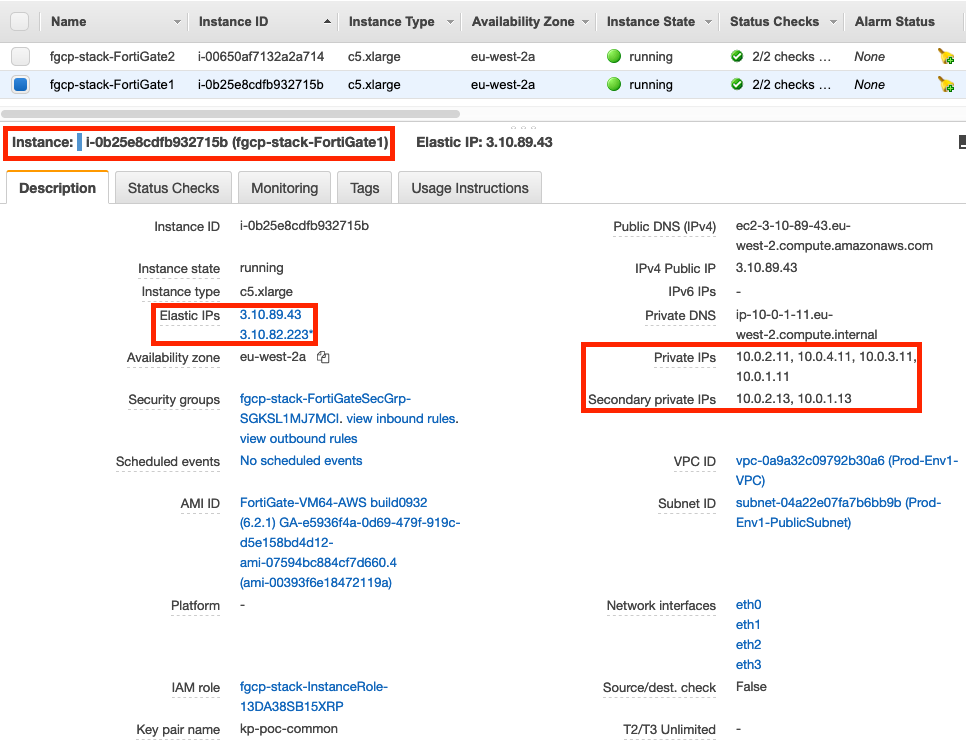 Name Instance ID Instance Type Availability Zone Instance State Status Checks Alarm Status
fgcp-stack-FortiGate2 i-00650af7132a2a714 c5.xlarge eu-west-2a running 2/2 checks ... None
fgcp-stack-FortiGate1 i-0b25e8cdfb932715b c5.xlarge eu-west-2a running 2/2 checks ... None
Instance: i-0b25e8cdfb932715b (fgcp-stack-FortiGate1) Elastic IP: 3.10.89.43
Description Status Checks Monitoring Tags Usage Instructions
Instance ID i-0b25e8cdfb932715b
Instance state running
Instance type c5.xlarge
Elastic IPs 3.10.89.43
3.10.82.223*
Availability zone eu-west-2a
Security groups fgcp-stack-FortiGateSecGrp-
SGKSL1MJ7MCI. view inbound rules.
view outbound rules
Scheduled events No scheduled events
AMI ID FortiGate-VM64-AWS build0932
(6.2.1) GA-e5936f4a-0d69-479f-919c-
d5e158bd4d12-
ami-07594bc884cf7d660.4
(ami-00393f6e18472119a)
Platform -
IAM role fgcp-stack-InstanceRole-
13DA38SB15XRP
Key pair name kp-poc-common
Public DNS (IPv4) ec2-3-10-89-43.eu-
west-2.compute.amazonaws.com
IPv4 Public IP 3.10.89.43
IPv6 IPs -
Private DNS ip-10-0-1-11.eu-
west-2.compute.internal
Private IPs 10.0.2.11, 10.0.4.11, 10.0.3.11,
10.0.1.11
Secondary private IPs 10.0.2.13, 10.0.1.13
VPC ID vpc-0a9a32c09792b30a6 (Prod-Env1-
VPC)
Subnet ID subnet-04a22e07fa7b6bb9b (Prod-
Env1-PublicSubnet)
Network interfaces eth0
eth1
eth2
eth3
Source/dest. check False
T2/T3 Unlimited -